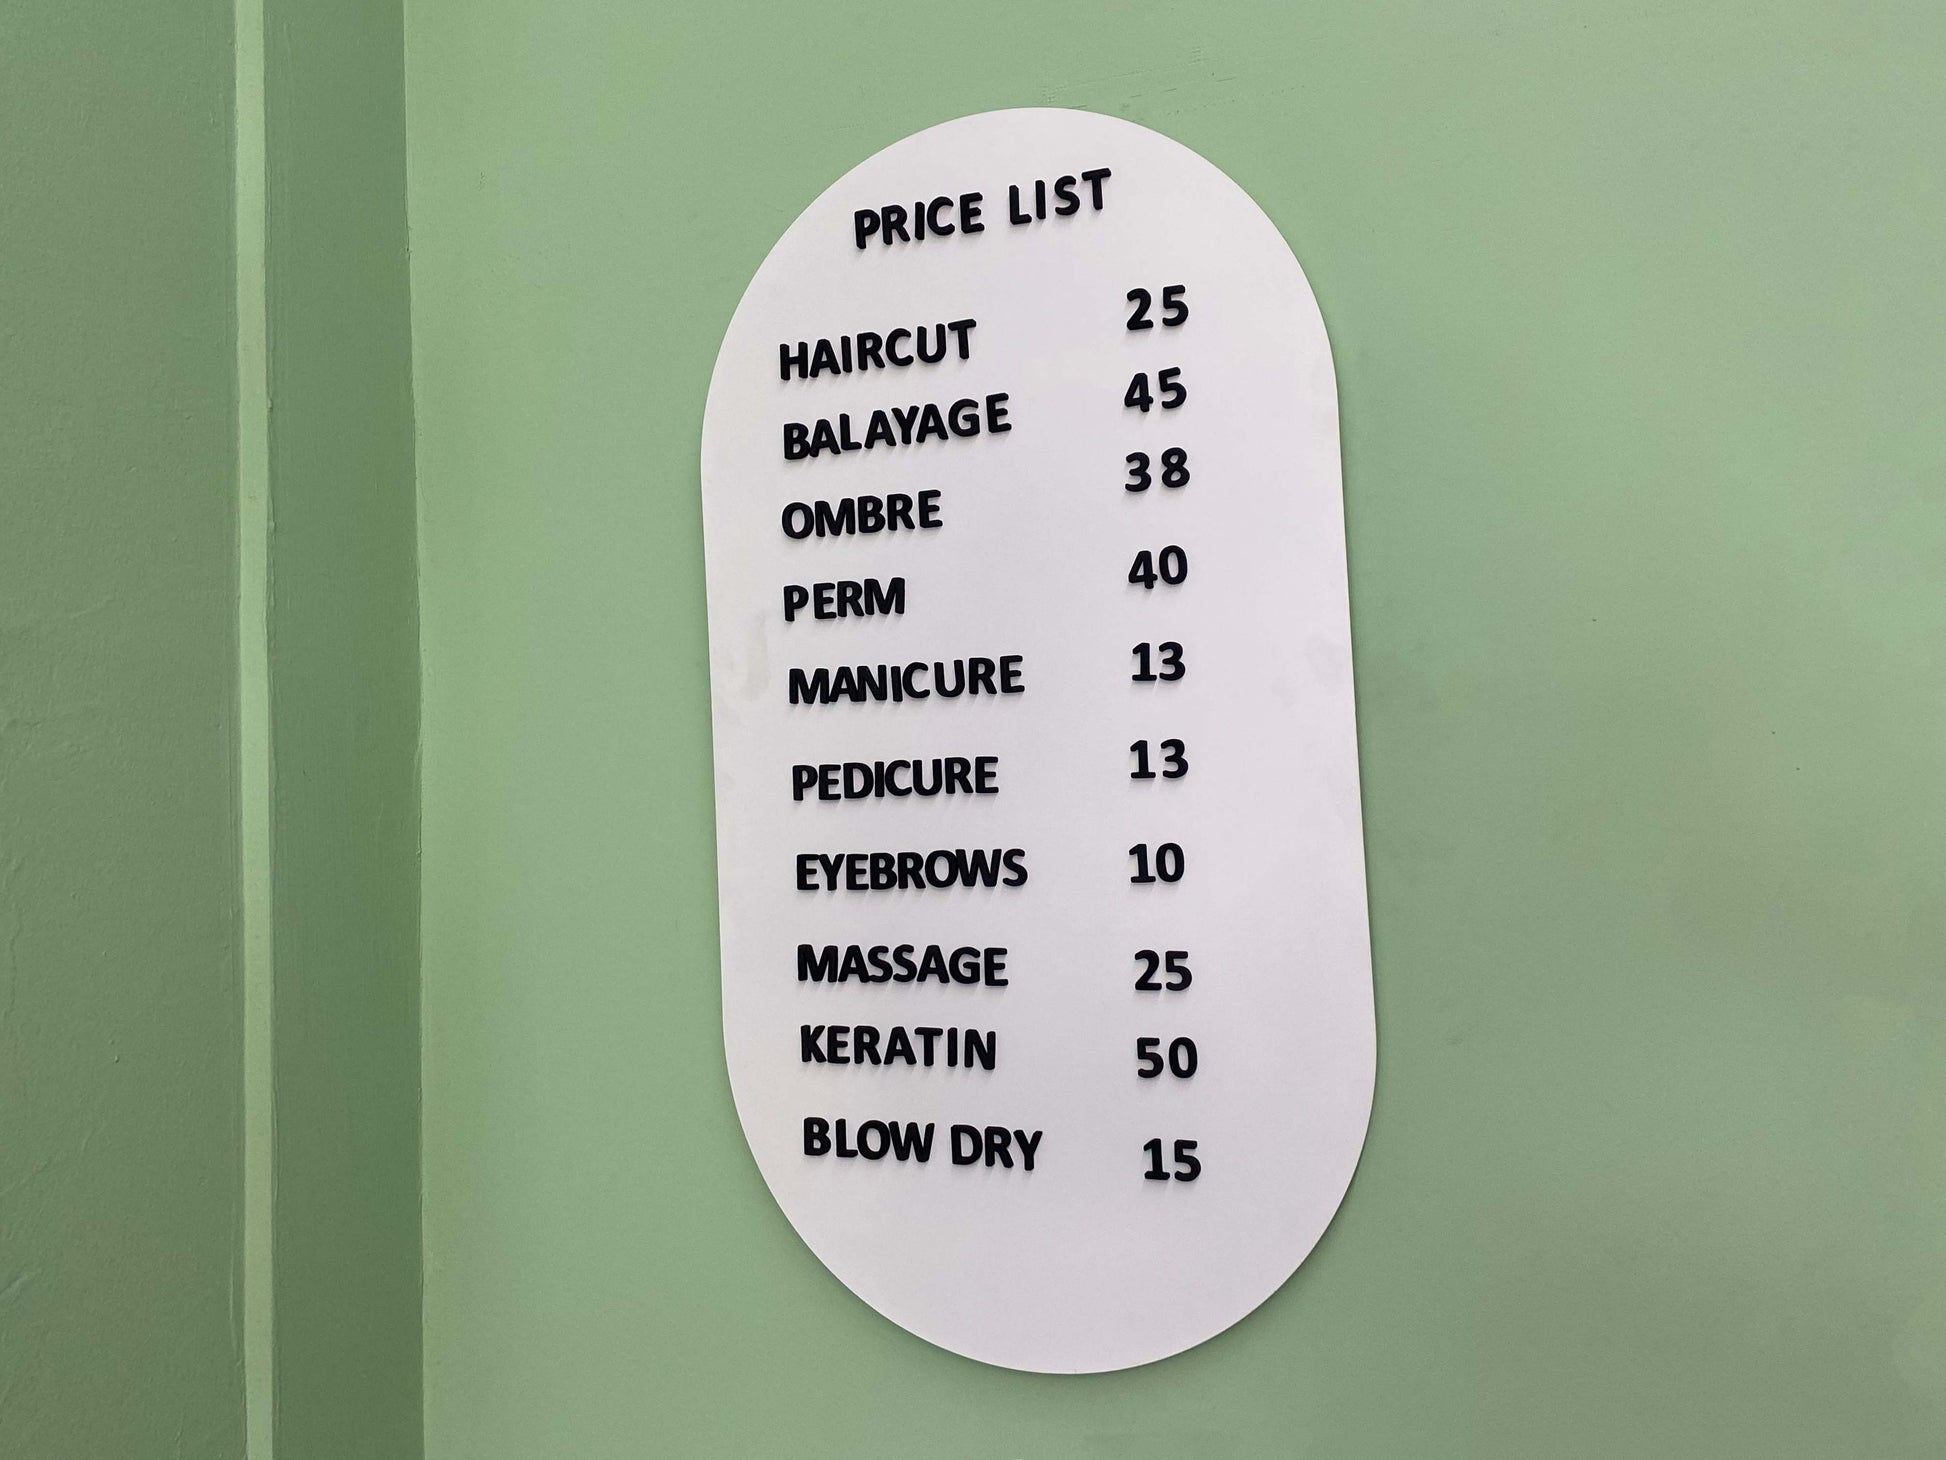 PRICE LIST
HAIRCUT 25
BALAYAGE 45
OMBRE 38
PERM 40
MANICURE 13
PEDICURE 13
EYEBROWS 10
MASSAGE 25
KERATIN 50
BLOW DRY 15